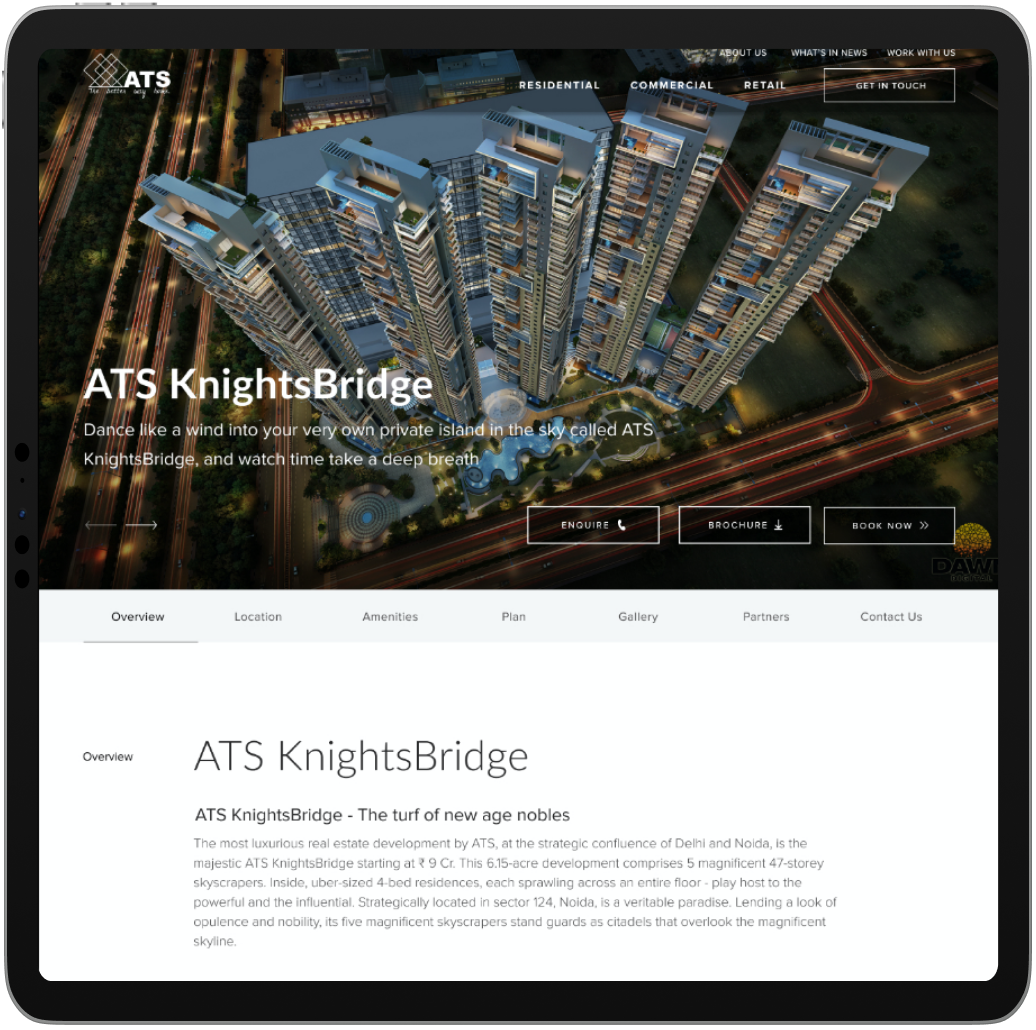 ABOUT US WHAT'S IN NEWS WORK WITH US
ATS
RESIDENTIAL COMMERCIAL RETAIL GET IN TOUCH
ATS KnightsBridge
Dance like a wind into your very own private island in the sky called ATS
KnightsBridge, and watch time take a deep breath
ENQUIRE BROCHURE BOOK NOW
Overview Location Amenities Plan Gallery Partners Contact Us
Overview
ATS KnightsBridge
ATS KnightsBridge - The turf of new age nobles
The most luxurious real estate development by ATS, at the strategic confluence of Delhi and Noida, is the
majestic ATS KnightsBridge starting at ₹ 9 Cr. This 6.15-acre development comprises 5 magnificent 47-storey
skyscrapers. Inside, uber-sized 4-bed residences, each sprawling across an entire floor - play host to the
powerful and the influential. Strategically located in sector 124, Noida, is a veritable paradise. Lending a look of
opulence and nobility, its five magnificent skyscrapers stand guards as citadels that overlook the magnificent
skyline.